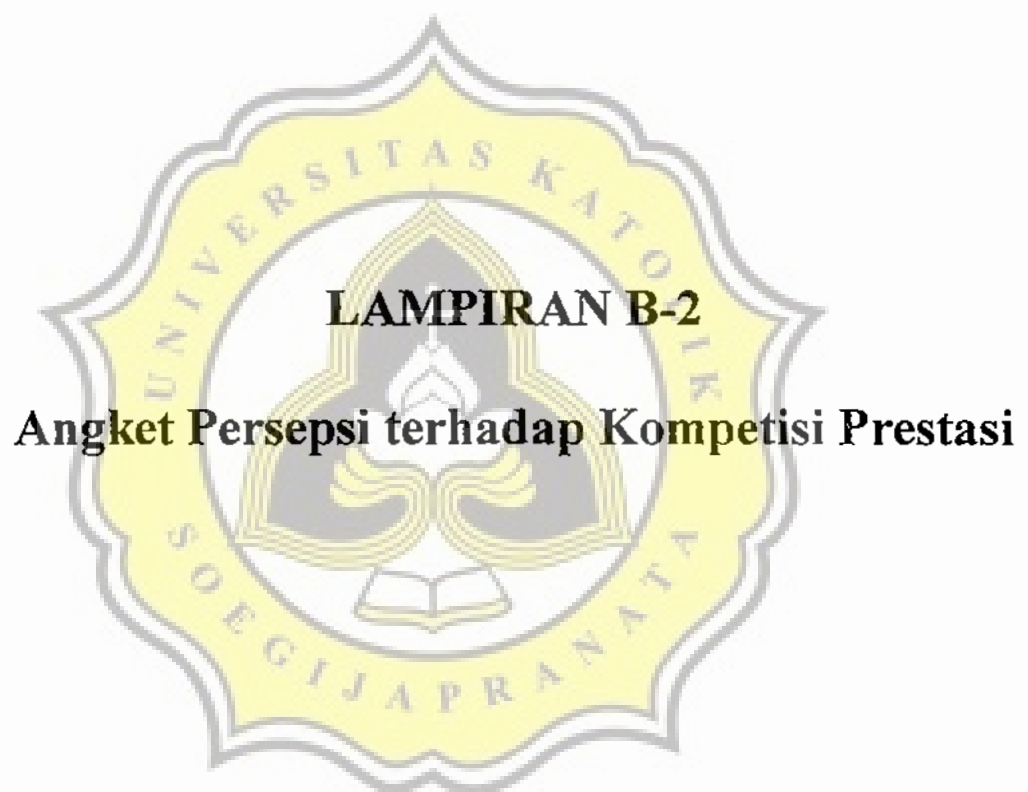 UNIVERSITAS KATOLIK
LAMPIRAN B-2
Angket Persepsi terhadap Kompetisi Prestasi
SOEGIJAPRANATA